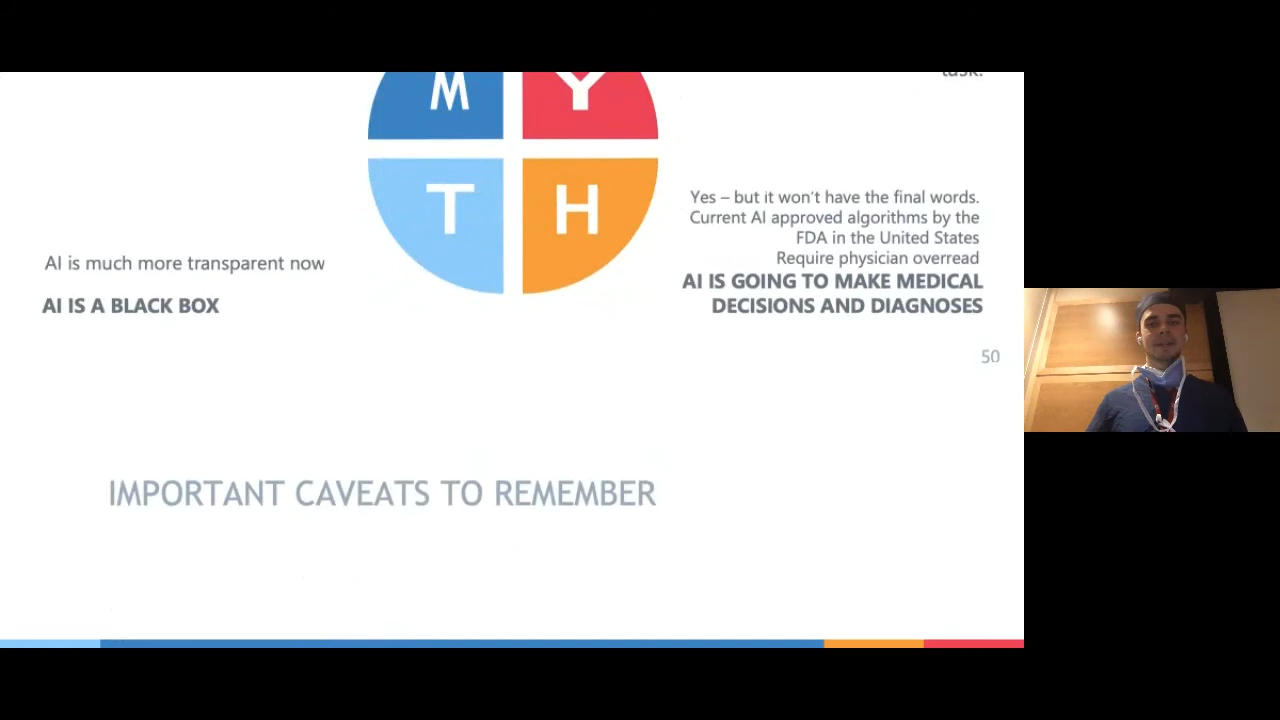 task.
M Y
T H
Yes – but it won't have the final words.
Current AI approved algorithms by the
FDA in the United States
Require physician overread
AI IS GOING TO MAKE MEDICAL
DECISIONS AND DIAGNOSES
AI is much more transparent now
AI IS A BLACK BOX
50
IMPORTANT CAVEATS TO REMEMBER